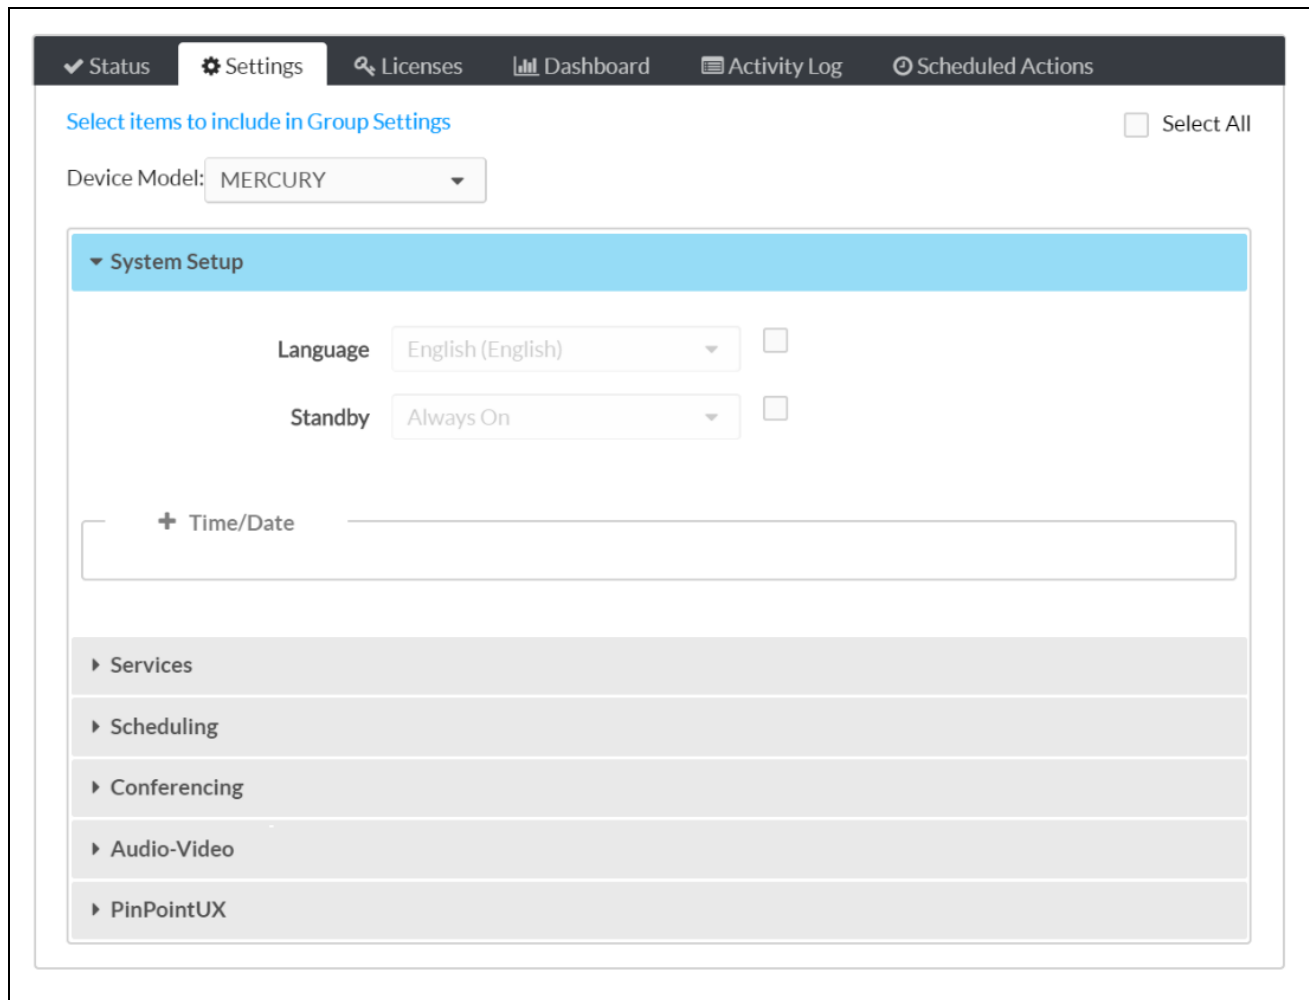 Status Settings Licenses Dashboard Activity Log Scheduled Actions
Select items to include in Group Settings Select All
Device Model: MERCURY
System Setup
Language English (English)
Standby Always On
Time/Date
Services
Scheduling
Conferencing
Audio-Video
PinPointUX